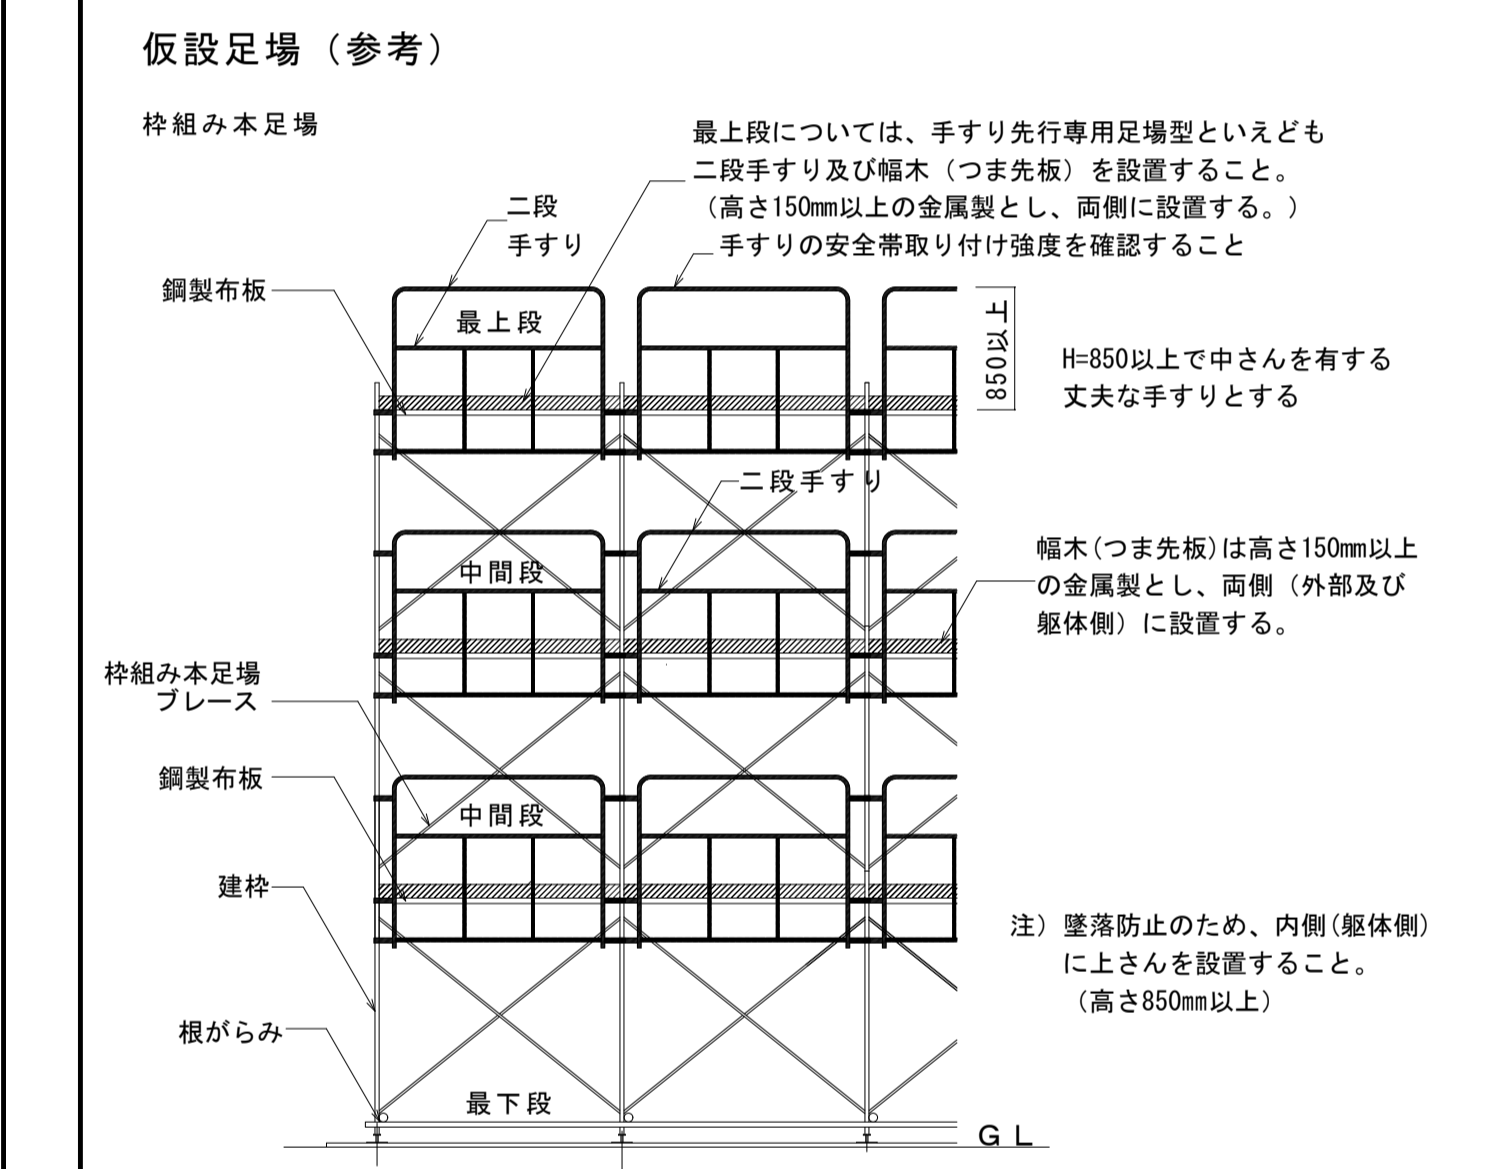 仮設足場（参考）
枠組み本足場
最上段については、手すり先行専用足場型といえども
二段手すり及び幅木（つま先板）を設置すること。
（高さ150mm以上の金属製とし、両側に設置する。）
手すりの安全帯取り付け強度を確認すること
二段
手すり
鋼製布板
最上段
850以上
H=850以上で中さんを有する
丈夫な手すりとする
二段手すり
中間段
幅木(つま先板)は高さ150mm以上
の金属製とし、両側（外部及び
躯体側）に設置する。
枠組み本足場
ブレース
鋼製布板
中間段
建枠
注）墜落防止のため、内側(躯体側)
に上さんを設置すること。
（高さ850mm以上）
根がらみ
最下段
ＧＬ